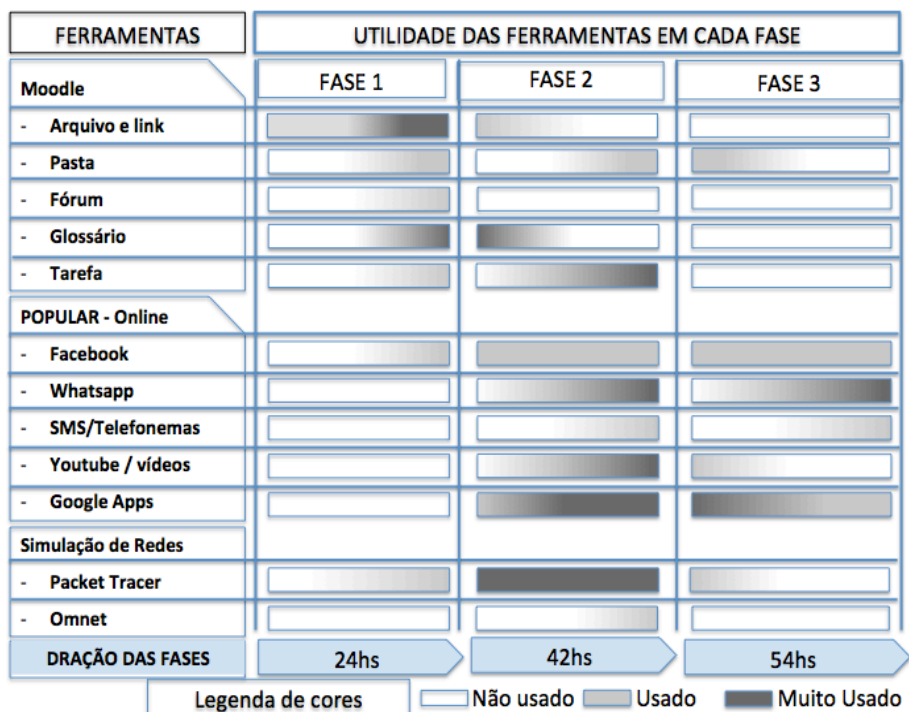 FERRAMENTAS
UTILIDADE DAS FERRAMENTAS EM CADA FASE
Moodle
FASE 1
FASE 2
FASE 3
- Arquivo e link
- Pasta
- Fórum
- Glossário
- Tarefa
POPULAR - Online
- Facebook
- Whatsapp
- SMS/Telefonemas
- Youtube / vídeos
- Google Apps
Simulação de Redes
- Packet Tracer
- Omnet
DRAÇÃO DAS FASES
24hs
42hs
54hs
Legenda de cores
Não usado
Usado
Muito Usado